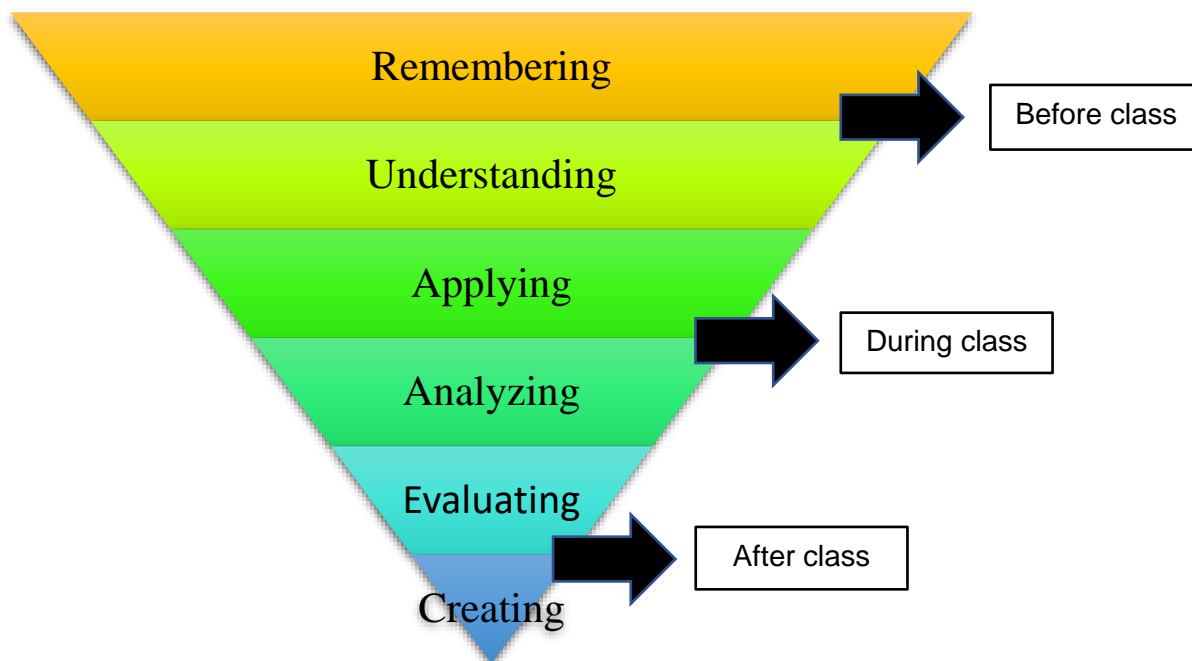 Remembering
Before class
Understanding
Applying
During class
Analyzing
Evaluating
After class
Creating